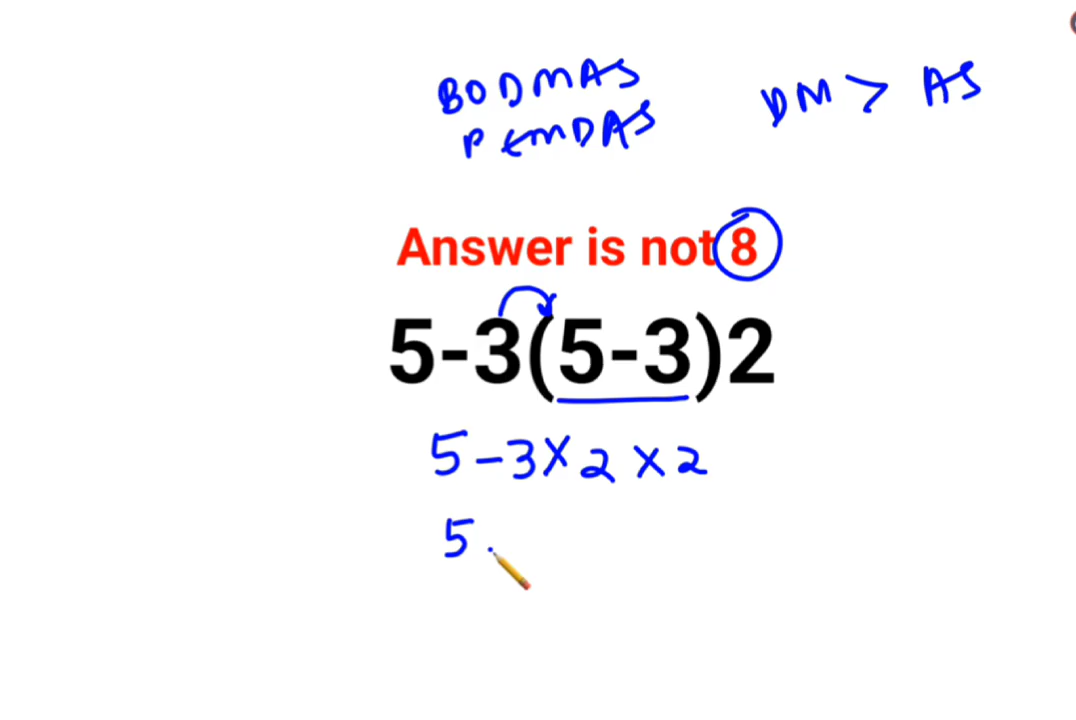 BODMAS
PEMDAS
DM > AS
Answer is not 8
5-3(5-3)2
5-3×2×2
5